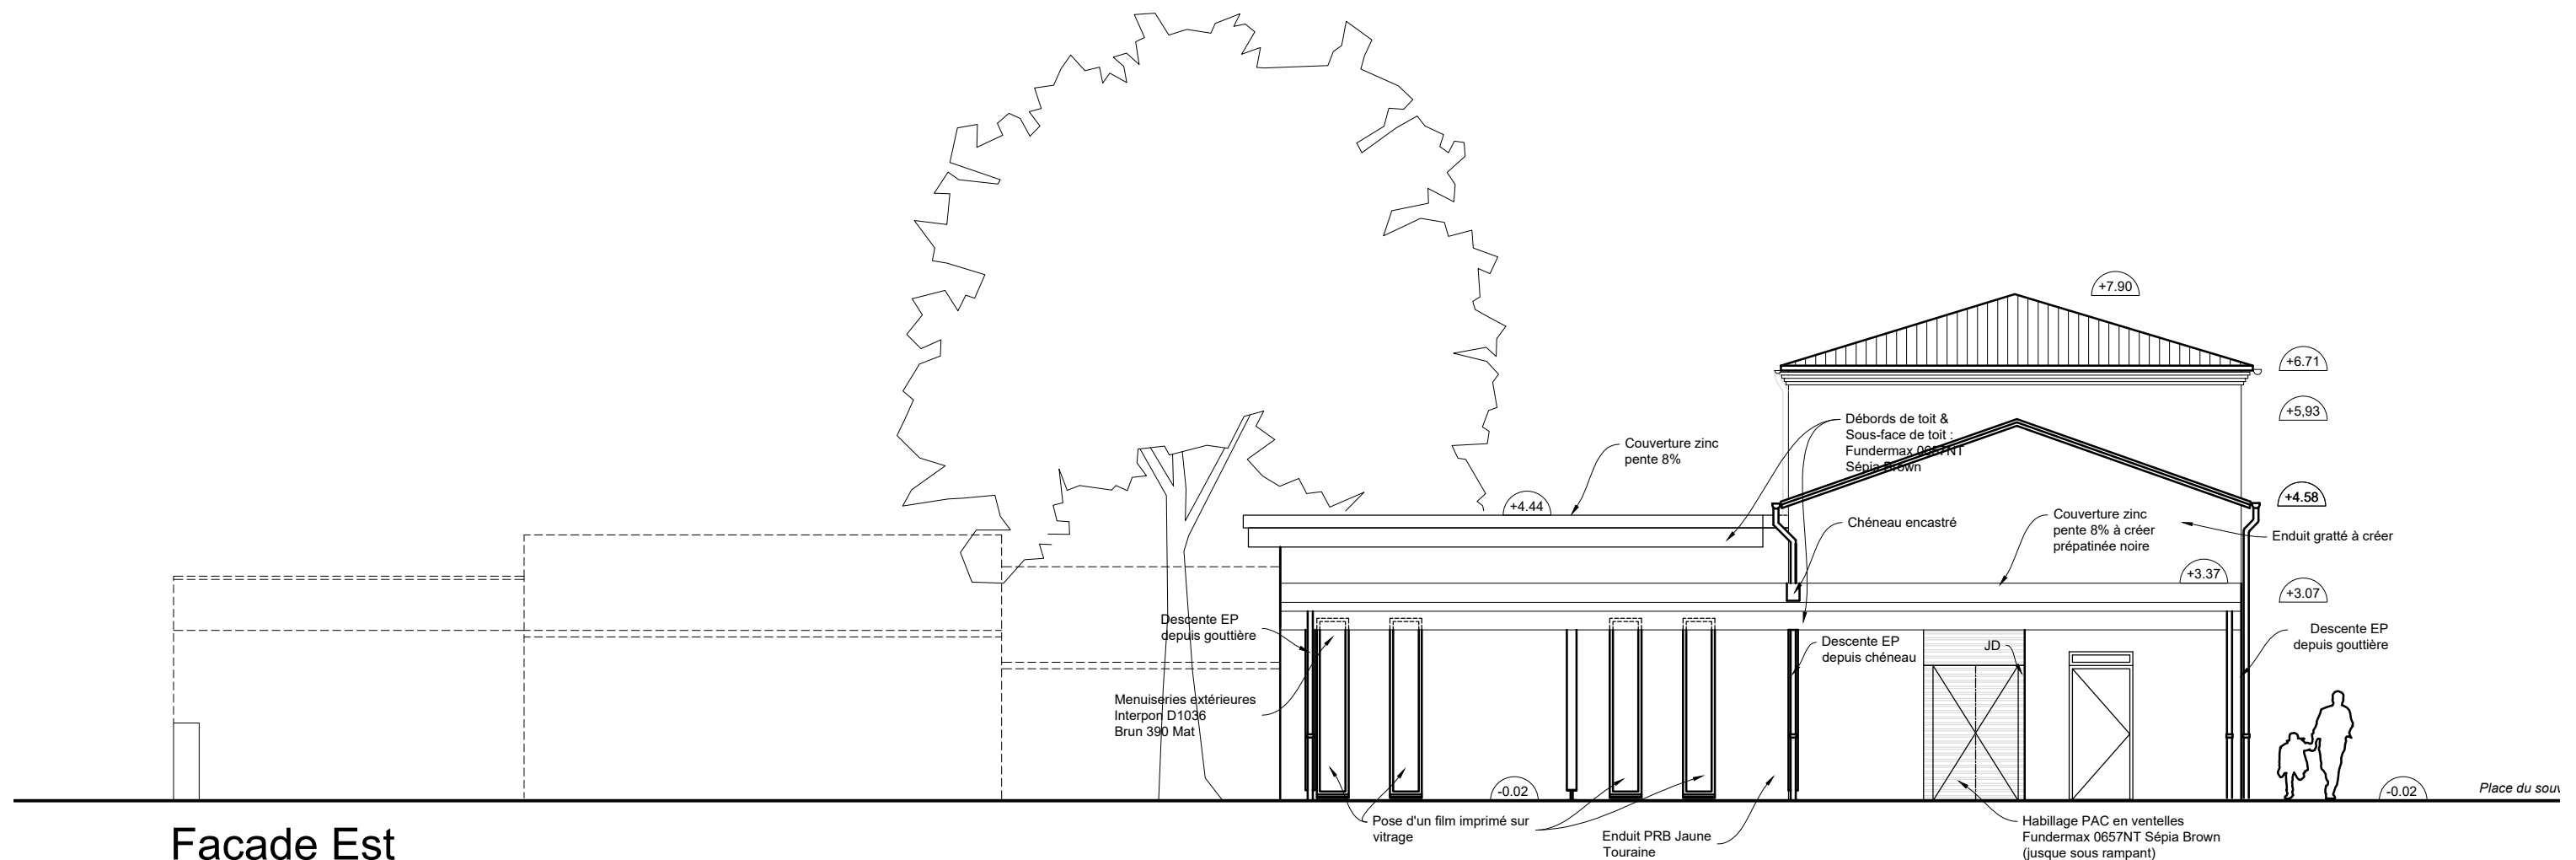 +7.90
+6.71
+5,93
Débords de toit &
Sous-face de toit :
Fundermax 0657NT
Sépia Brown
Couverture zinc
pente 8%
+4.44
+4.58
Chéneau encastré
Couverture zinc
pente 8% à créer
prépatinée noire
Enduit gratté à créer
+3.37
+3.07
Descente EP
depuis gouttière
Descente EP
depuis chéneau
JD
Descente EP
depuis gouttière
Menuiseries extérieures
Interpon D1036
Brun 390 Mat
-0.02
-0.02
Place du souv
Pose d'un film imprimé sur
vitrage
Enduit PRB Jaune
Touraine
Habillage PAC en ventelles
Fundermax 0657NT Sépia Brown
(jusque sous rampant)
Facade Est